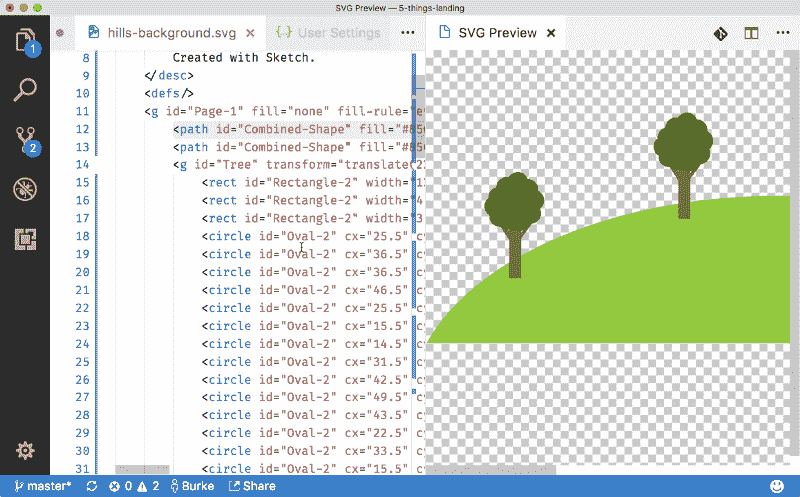 SVG Preview — 5-things-landing
hills-background.svg
User Settings
SVG Preview
1
2
8 Created with Sketch.
9 </desc>
10 <defs/>
11 <g id="Page-1" fill="none" fill-rule="e
12 <path id="Combined-Shape" fill="#85
13 <path id="Combined-Shape" fill="#85
14 <g id="Tree" transform="translate(2
15 <rect id="Rectangle-2" width="1
16 <rect id="Rectangle-2" width="4
17 <rect id="Rectangle-2" width="3
18 <circle id="Oval-2" cx="25.5" c
19 <circle id="Oval-2" cx="36.5" c
20 <circle id="Oval-2" cx="36.5" c
21 <circle id="Oval-2" cx="46.5" c
22 <circle id="Oval-2" cx="25.5" c
23 <circle id="Oval-2" cx="15.5" c
24 <circle id="Oval-2" cx="14.5" c
25 <circle id="Oval-2" cx="31.5" c
26 <circle id="Oval-2" cx="42.5" c
27 <circle id="Oval-2" cx="49.5" c
28 <circle id="Oval-2" cx="43.5" c
29 <circle id="Oval-2" cx="22.5" c
30 <circle id="Oval-2" cx="33.5" c
31 <circle id="Oval-2" cx="15.5" c
master* 0 2 Burke Share